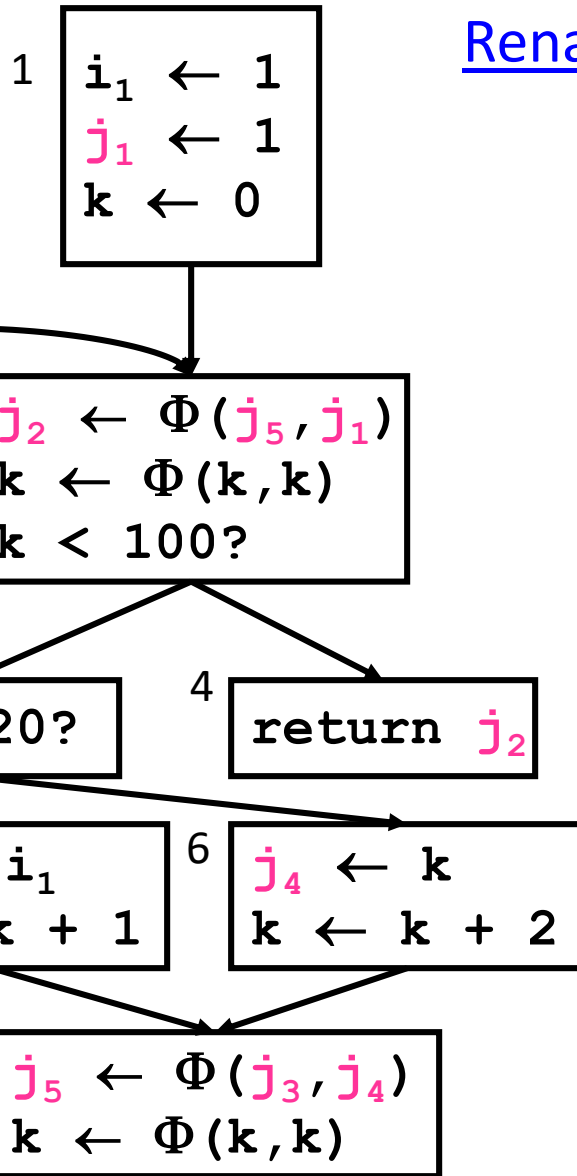 Rena
1
i₁ ← 1
j₁ ← 1
k ← 0
j₂ ← Φ(j₅,j₁)
k ← Φ(k,k)
k < 100?
20?
4
return j₂
i₁
k + 1
6
j₄ ← k
k ← k + 2
j₅ ← Φ(j₃,j₄)
k ← Φ(k,k)